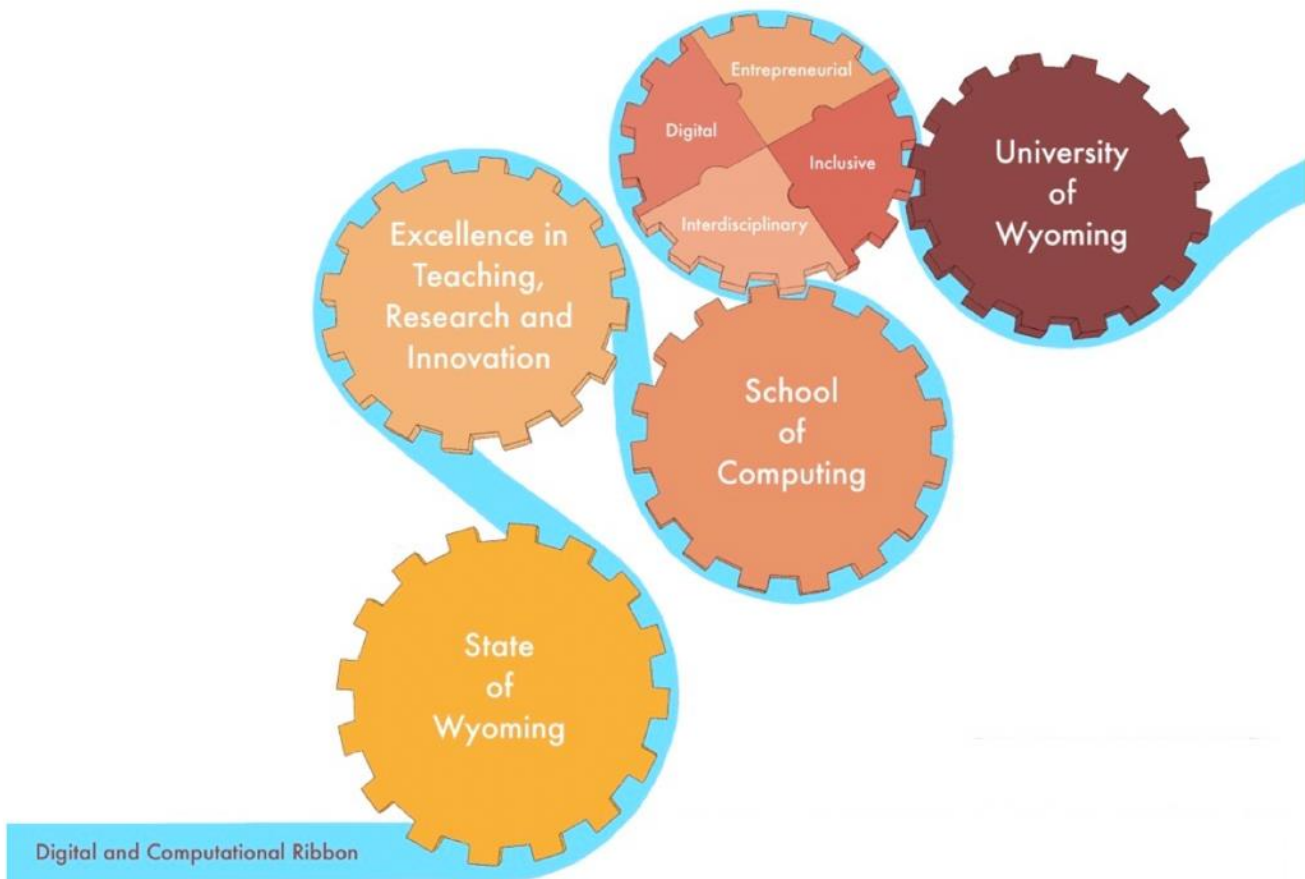 Entrepreneurial
Digital
Inclusive
Interdisciplinary
University
of
Wyoming
Excellence in
Teaching,
Research and
Innovation
School
of
Computing
State
of
Wyoming
Digital and Computational Ribbon